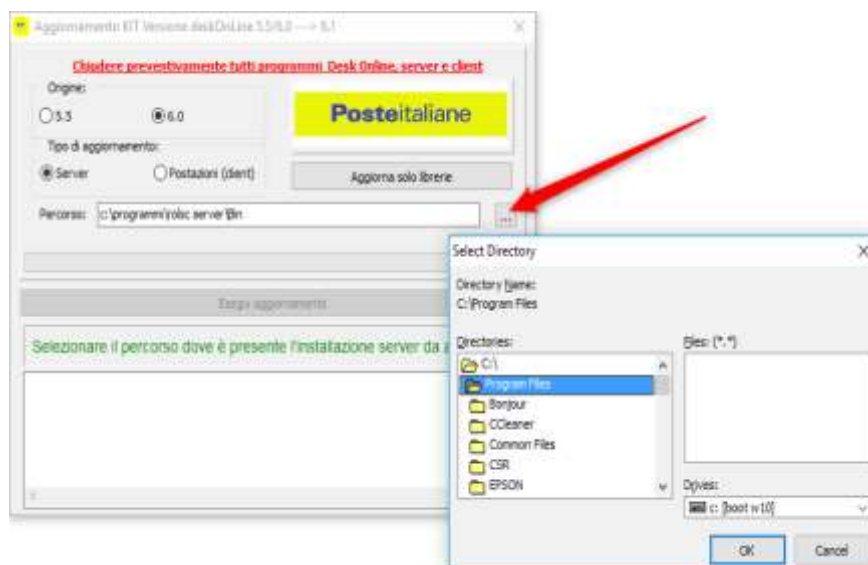 Aggiornamento KIT Versione deskOnLine 5.5/6.0 ---> 6.1
Chiudere preventivamente tutti programmi Desk Online, server e client
Origine:
5.5
6.0
Posteitaliane
Tipo di aggiornamento:
Server
Postazioni (client)
Aggiorna solo librerie
Percorso:
c:\programmi\rolsc server\Bin
...
Esegui aggiornamento
Selezionare il percorso dove è presente l'installazione server da
Select Directory
Directory Name:
C:\Program Files
Directories:
Files: (*.*)
C:\
Program Files
Bonjour
CCleaner
Common Files
CSR
EPSON
Drives:
c: [boot w10]
OK
Cancel